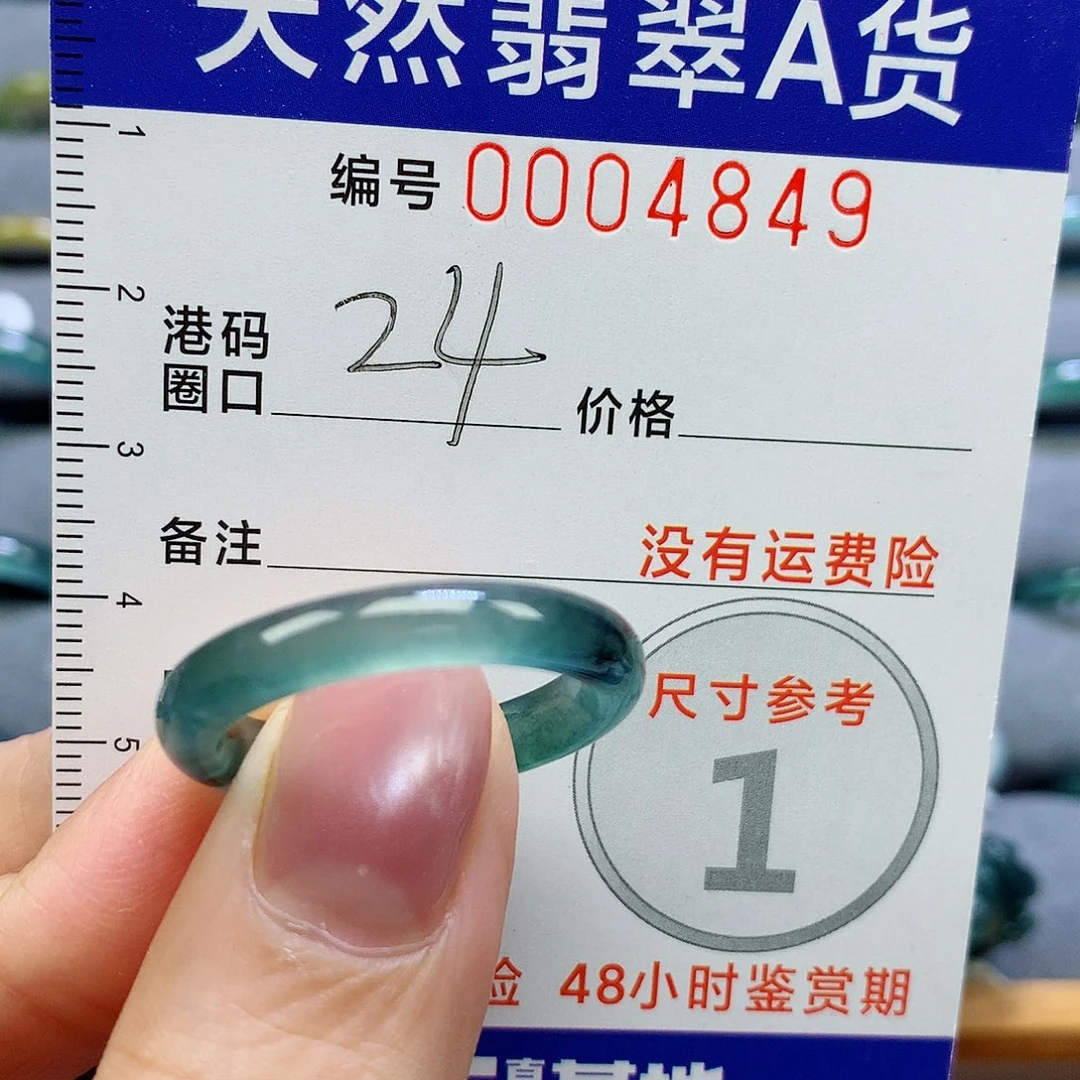 天然翡翠A货
编号 0004849
港码
圈口 24 价格
备注
没有运费险
尺寸参考
1
险 48小时鉴赏期
1
2
3
4
5